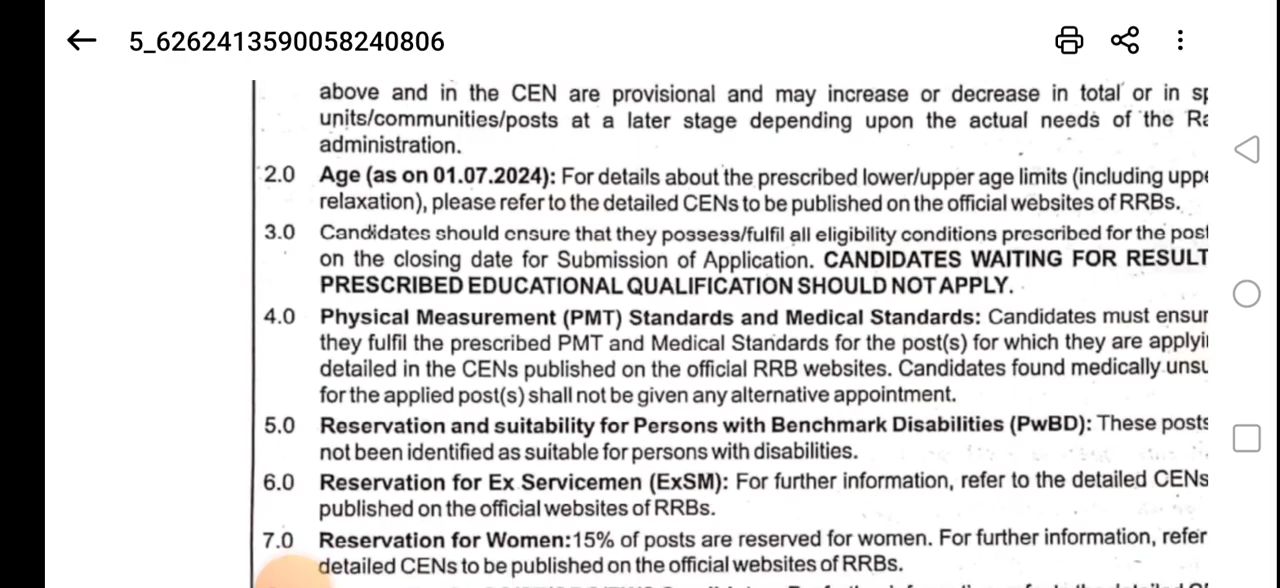 5_6262413590058240806
above and in the CEN are provisional and may increase or decrease in total or in sp
units/communities/posts at a later stage depending upon the actual needs of the Ra
administration.
2.0 Age (as on 01.07.2024): For details about the prescribed lower/upper age limits (including uppe
relaxation), please refer to the detailed CENs to be published on the official websites of RRBs.
3.0 Candidates should ensure that they possess/fulfil all eligibility conditions prescribed for the post
on the closing date for Submission of Application. CANDIDATES WAITING FOR RESULT
PRESCRIBED EDUCATIONAL QUALIFICATION SHOULD NOT APPLY.
4.0 Physical Measurement (PMT) Standards and Medical Standards: Candidates must ensur
they fulfil the prescribed PMT and Medical Standards for the post(s) for which they are applyi
detailed in the CENs published on the official RRB websites. Candidates found medically unsu
for the applied post(s) shall not be given any alternative appointment.
5.0 Reservation and suitability for Persons with Benchmark Disabilities (PwBD): These posts
not been identified as suitable for persons with disabilities.
6.0 Reservation for Ex Servicemen (ExSM): For further information, refer to the detailed CENs
published on the official websites of RRBs.
7.0 Reservation for Women:15% of posts are reserved for women. For further information, refer
detailed CENs to be published on the official websites of RRBs.